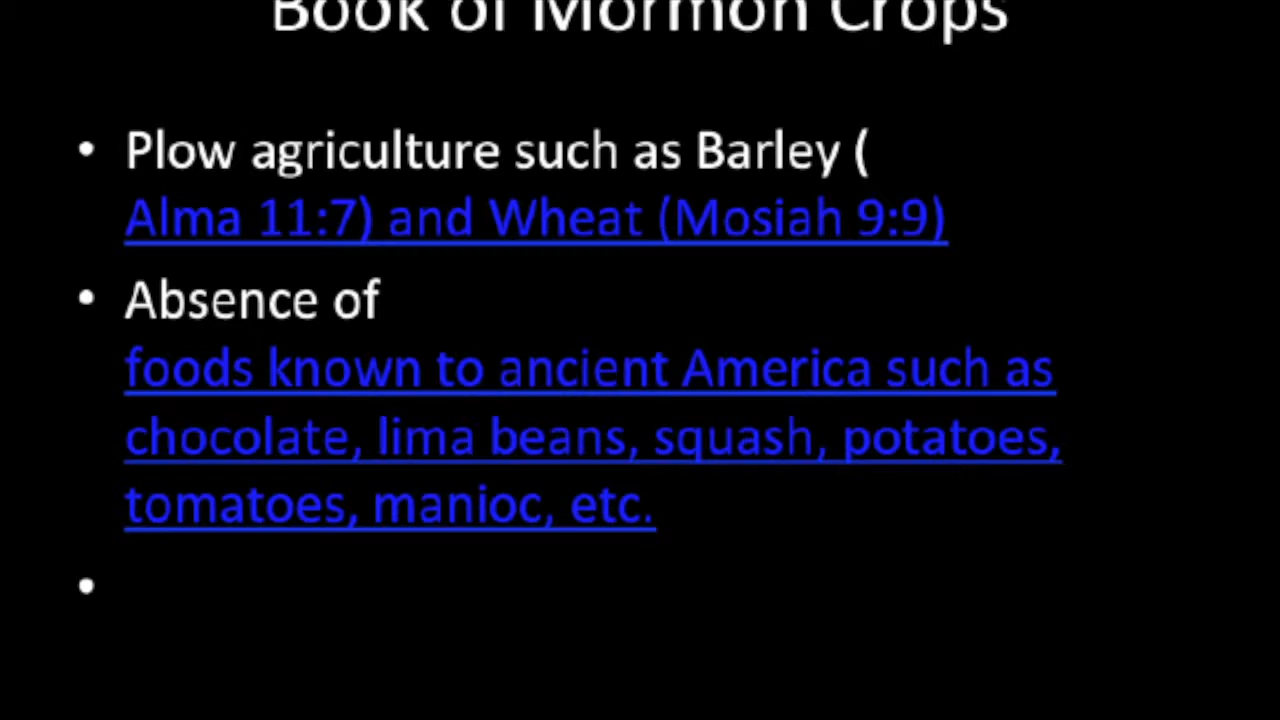 Book of Mormon Crops
• Plow agriculture such as Barley (
Alma 11:7) and Wheat (Mosiah 9:9)
• Absence of
foods known to ancient America such as
chocolate, lima beans, squash, potatoes,
tomatoes, manioc, etc.
•